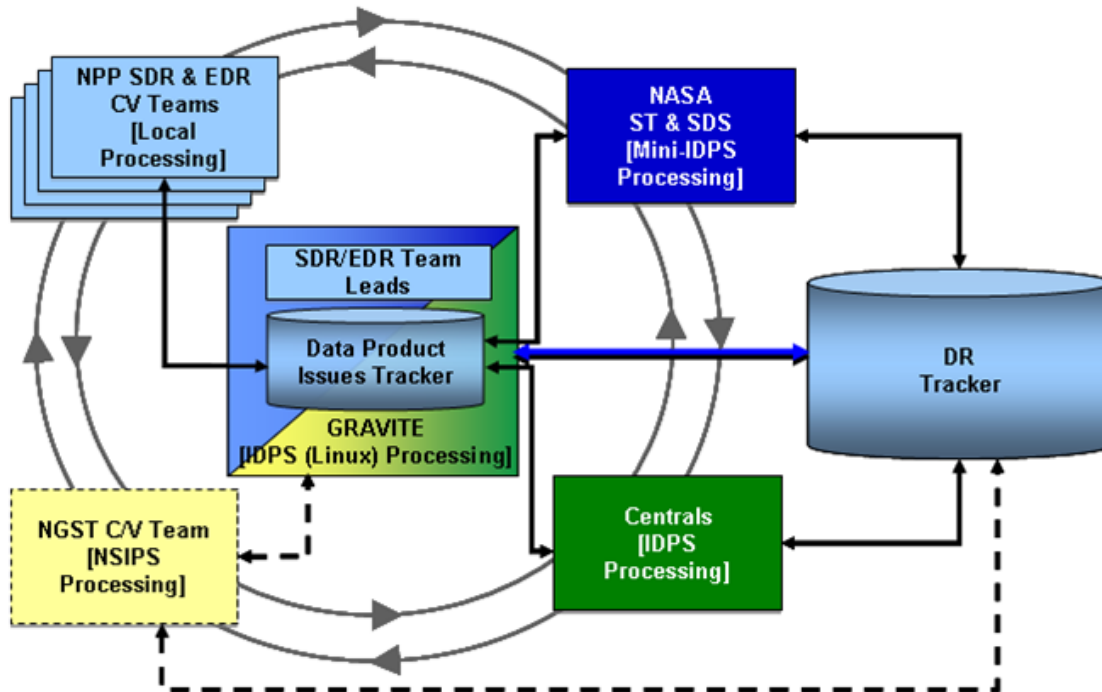 NPP SDR & EDR
CV Teams
[Local
Processing]
NASA
ST & SDS
[Mini-IDPS
Processing]
SDR/EDR Team
Leads
Data Product
Issues Tracker
GRAVITE
[IDPS (Linux) Processing]
DR
Tracker
NGST C/V Team
[NSIPS
Processing]
Centrals
[IDPS
Processing]